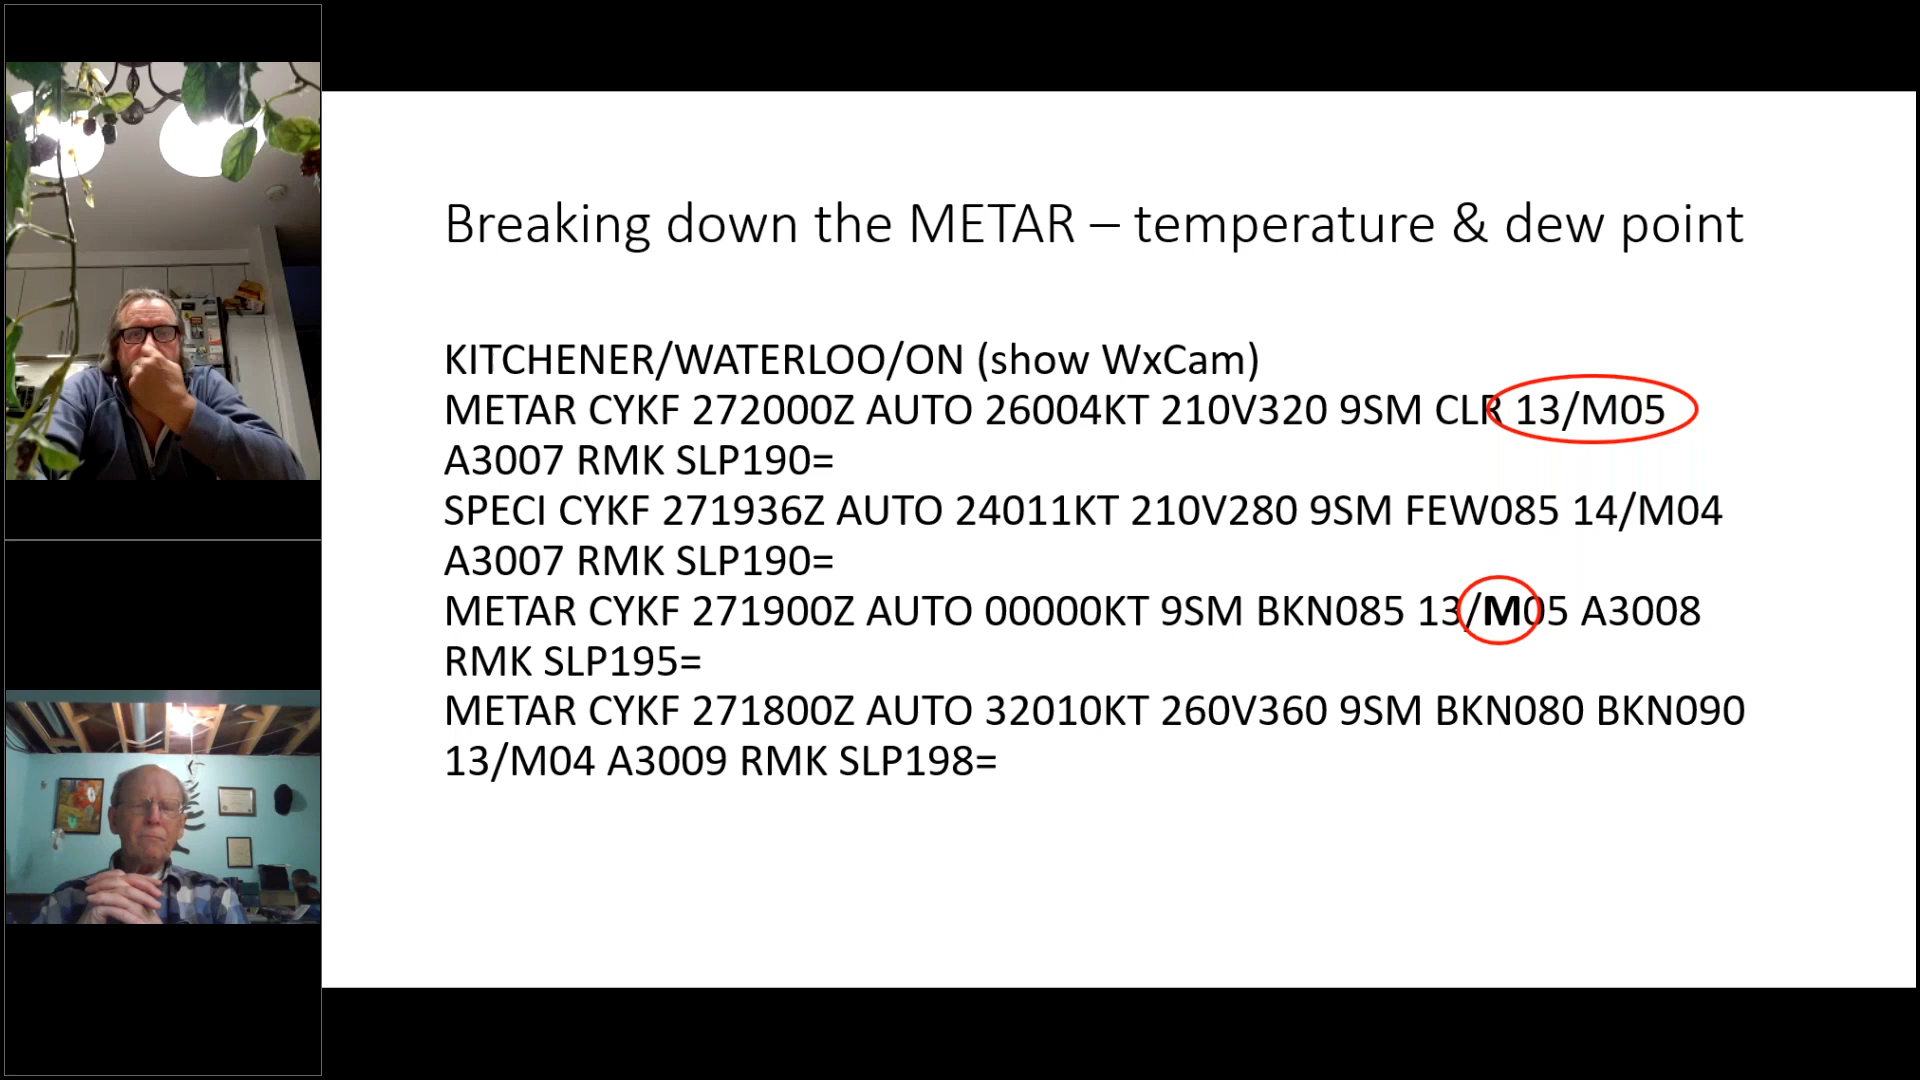 Breaking down the METAR – temperature & dew point
KITCHENER/WATERLOO/ON (show WxCam)
METAR CYKF 272000Z AUTO 26004KT 210V320 9SM CLR 13/M05
A3007 RMK SLP190=
SPECI CYKF 271936Z AUTO 24011KT 210V280 9SM FEW085 14/M04
A3007 RMK SLP190=
METAR CYKF 271900Z AUTO 00000KT 9SM BKN085 13/M05 A3008
RMK SLP195=
METAR CYKF 271800Z AUTO 32010KT 260V360 9SM BKN080 BKN090
13/M04 A3009 RMK SLP198=